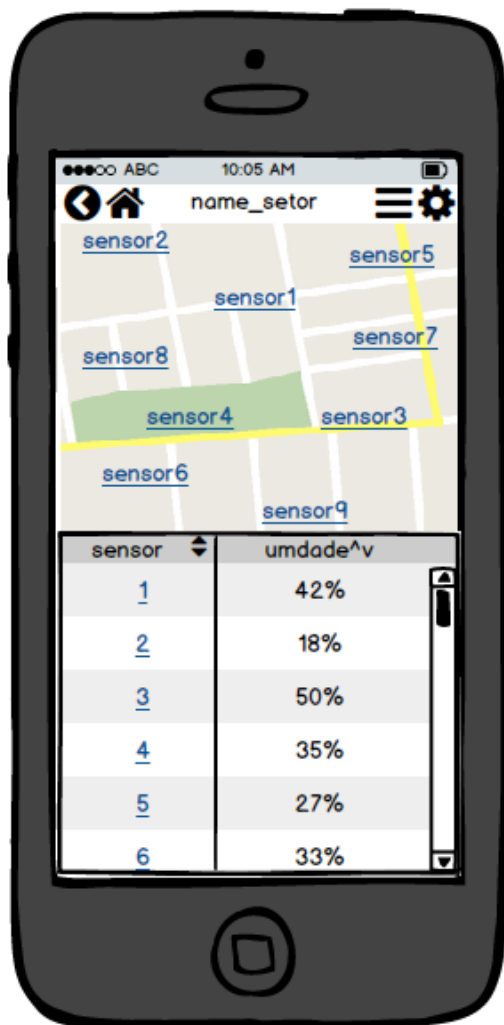 ABC 10:05 AM
name_setor
sensor2
sensor5
sensor1
sensor7
sensor8
sensor4 sensor3
sensor6
sensor9
sensor umdade^v
1 42%
2 18%
3 50%
4 35%
5 27%
6 33%